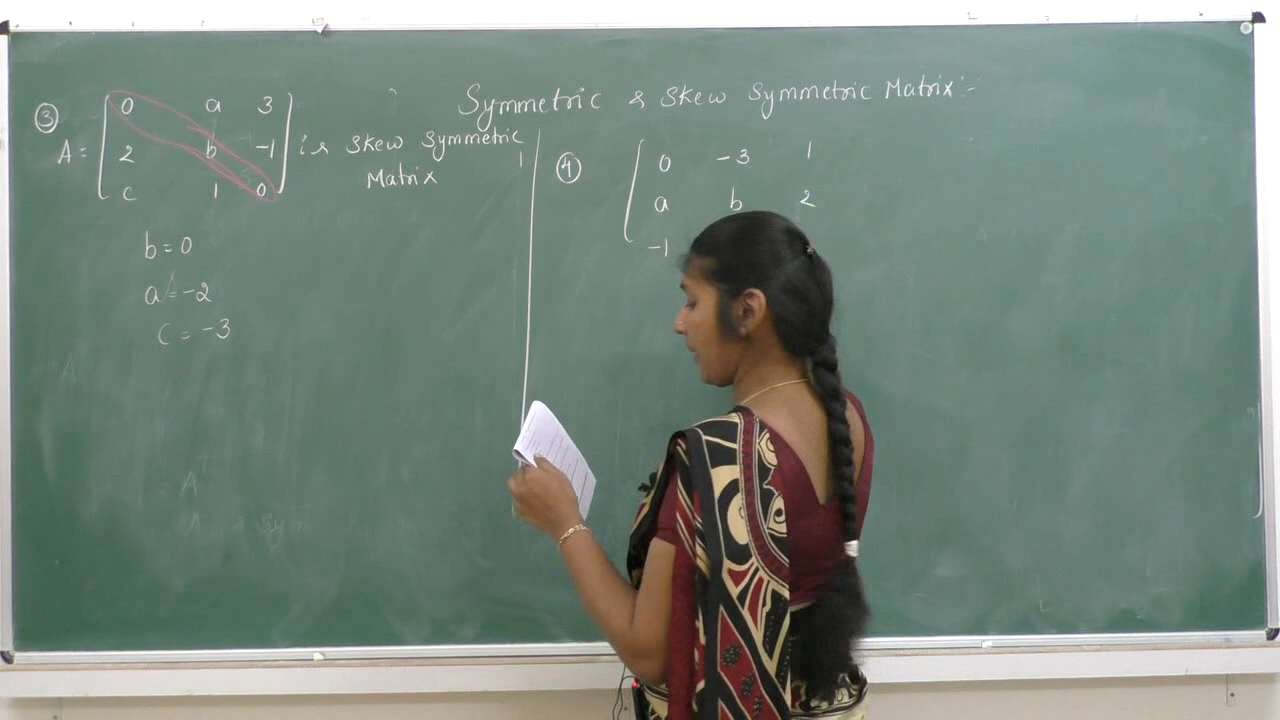 Symmetric & Skew Symmetric Matrix :-
③
A = [ 0 a 3
2 b -1
c 1 0 ] is Skew Symmetric
Matrix
b = 0
a = -2
c = -3
④ [ 0 -3 1
a b 2
-1